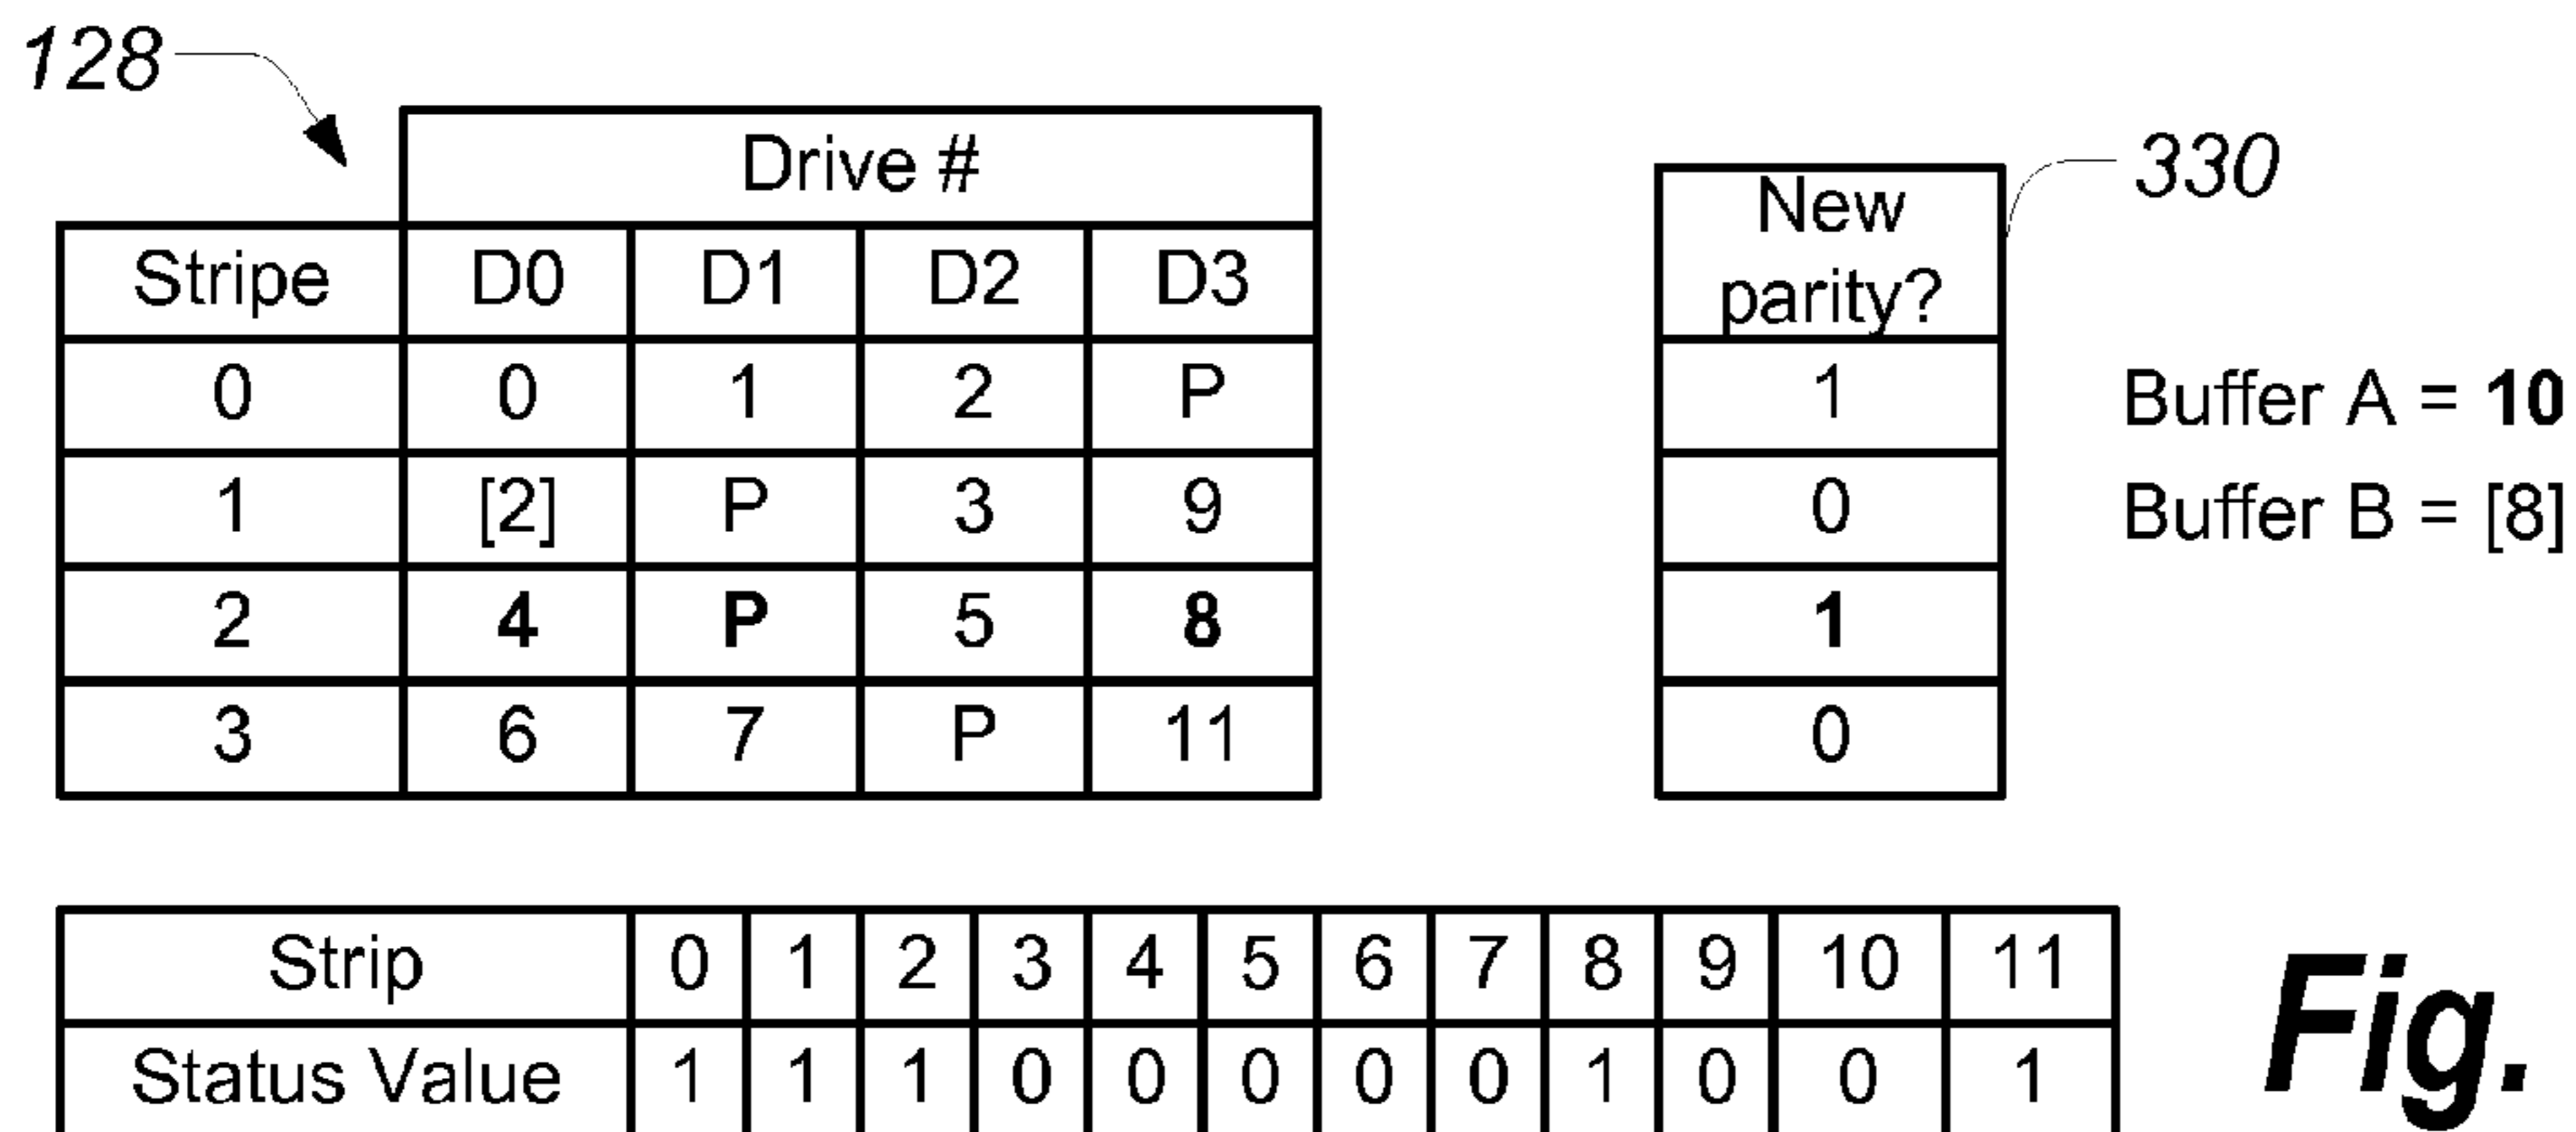 128
Drive #
Stripe D0 D1 D2 D3
0 0 1 2 P
1 [2] P 3 9
2 4 P 5 8
3 6 7 P 11
330
New
parity?
1
0
1
0
Buffer A = 10
Buffer B = [8]
Strip 0 1 2 3 4 5 6 7 8 9 10 11
Status Value 1 1 1 0 0 0 0 0 1 0 0 1
Fig.